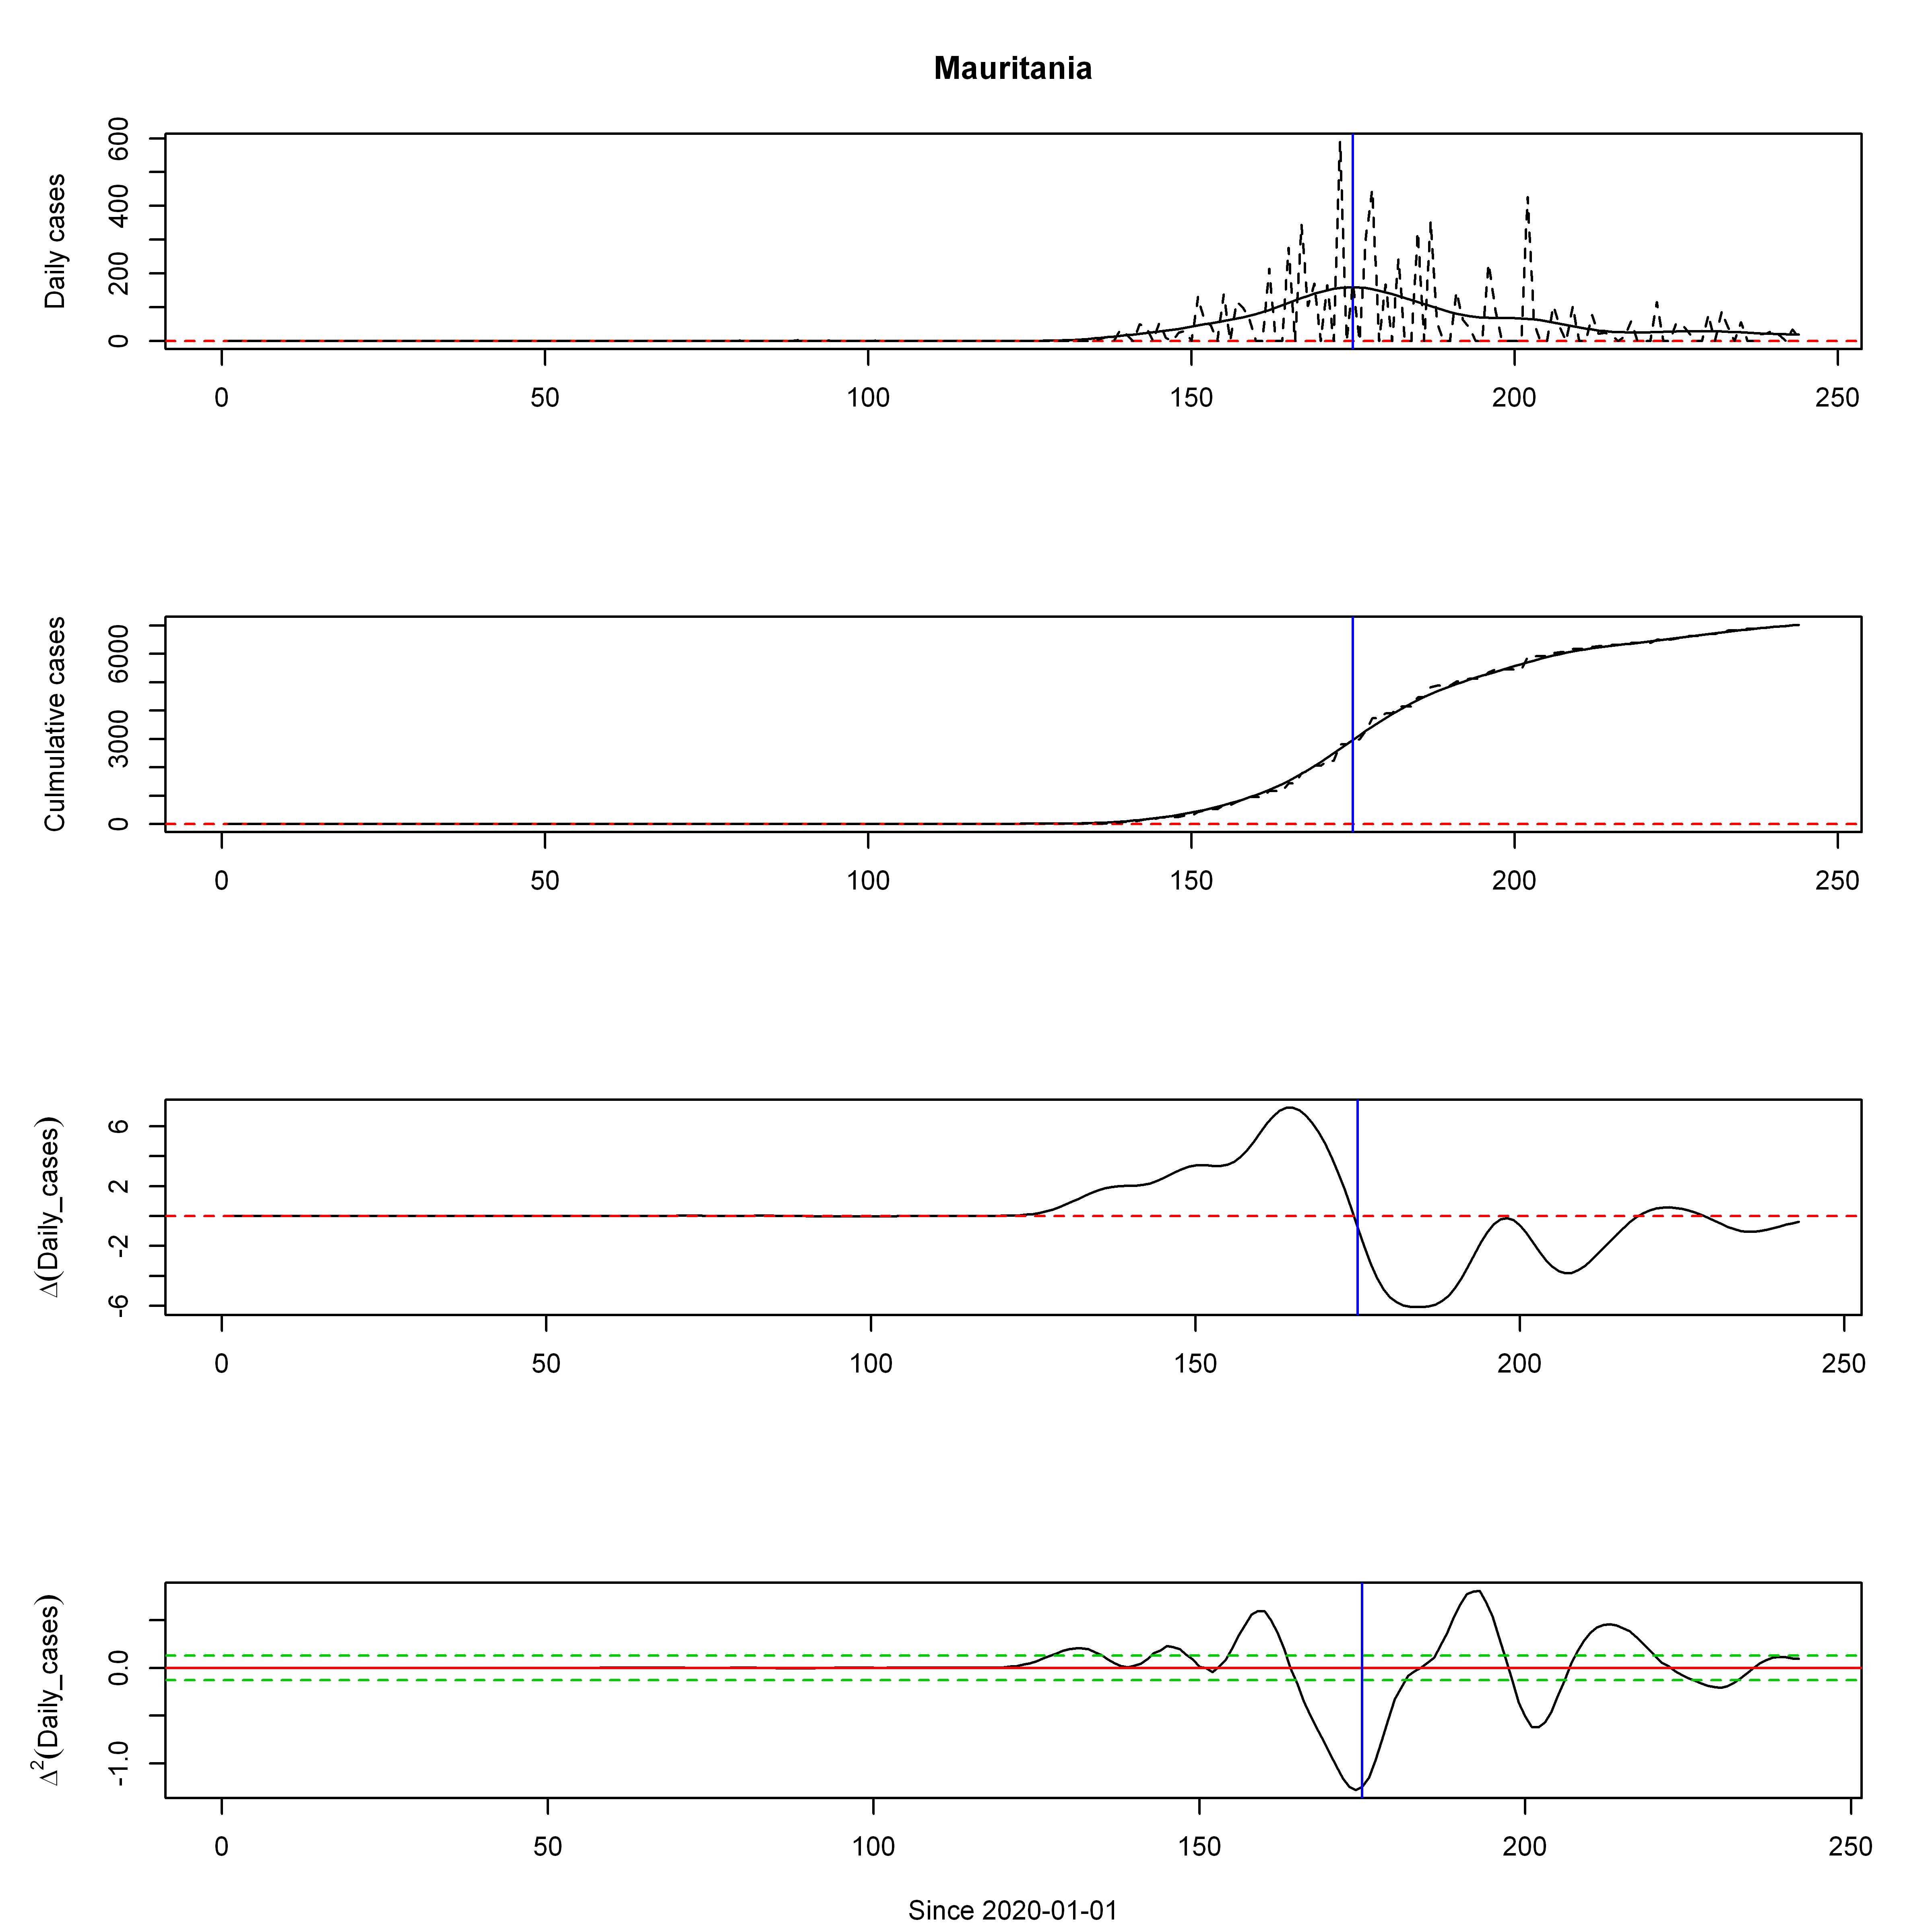 Mauritania
Daily cases
0 200 400 600
0 50 100 150 200 250
Culmulative cases
0 3000 6000
0 50 100 150 200 250
Δ(Daily_cases)
-6 -2 2 6
0 50 100 150 200 250
Δ²(Daily_cases)
-1.0 0.0
0 50 100 150 200 250
Since 2020-01-01